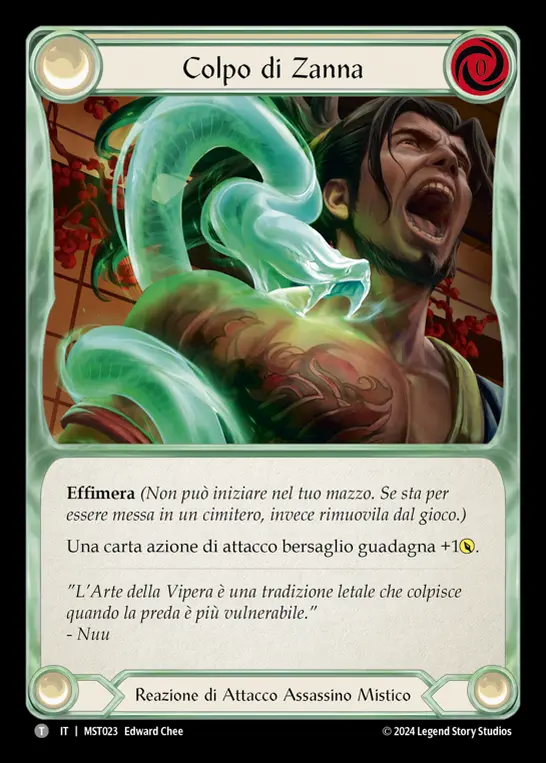 Colpo di Zanna
0
Effimera (Non può iniziare nel tuo mazzo. Se sta per
essere messa in un cimitero, invece rimuovila dal gioco.)
Una carta azione di attacco bersaglio guadagna +1.
"L'Arte della Vipera è una tradizione letale che colpisce
quando la preda è più vulnerabile."
- Nuu
Reazione di Attacco Assassino Mistico
T IT | MST023 Edward Chee
© 2024 Legend Story Studios